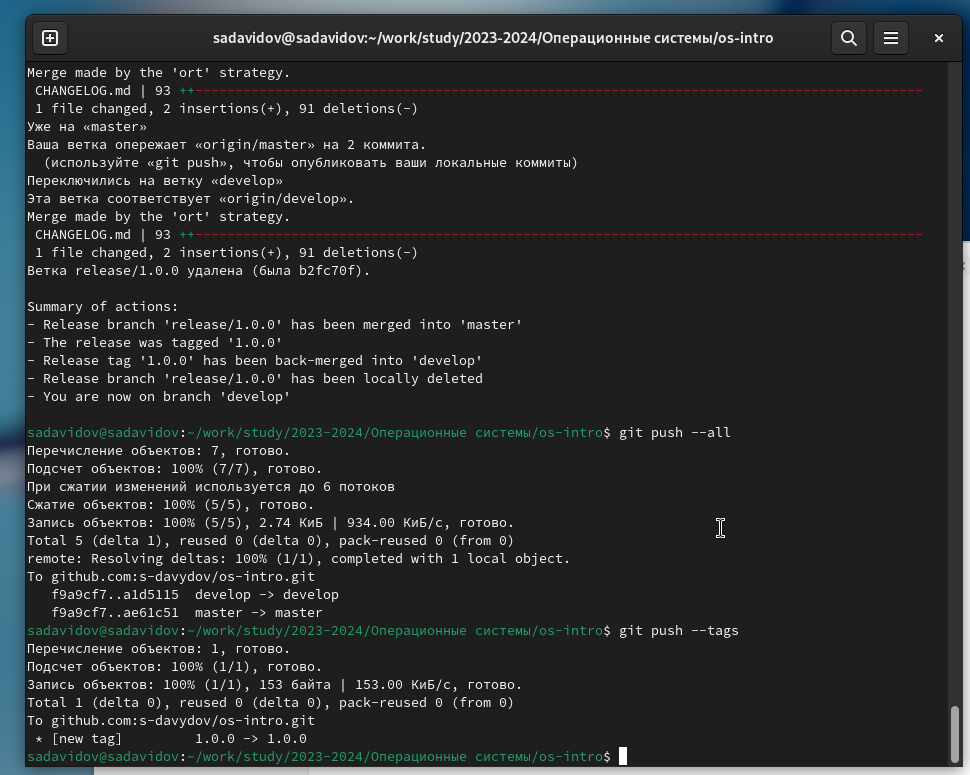 sadavidov@sadavidov:~/work/study/2023-2024/Операционные системы/os-intro
Merge made by the 'ort' strategy.
 CHANGELOG.md | 93 ++-------------------------------------------------------------------------------------------
 1 file changed, 2 insertions(+), 91 deletions(-)
Уже на «master»
Ваша ветка опережает «origin/master» на 2 коммита.
  (используйте «git push», чтобы опубликовать ваши локальные коммиты)
Переключились на ветку «develop»
Эта ветка соответствует «origin/develop».
Merge made by the 'ort' strategy.
 CHANGELOG.md | 93 ++-------------------------------------------------------------------------------------------
 1 file changed, 2 insertions(+), 91 deletions(-)
Ветка release/1.0.0 удалена (была b2fc70f).
Summary of actions:
- Release branch 'release/1.0.0' has been merged into 'master'
- The release was tagged '1.0.0'
- Release tag '1.0.0' has been back-merged into 'develop'
- Release branch 'release/1.0.0' has been locally deleted
- You are now on branch 'develop'
sadavidov@sadavidov:~/work/study/2023-2024/Операционные системы/os-intro$ git push --all
Перечисление объектов: 7, готово.
Подсчет объектов: 100% (7/7), готово.
При сжатии изменений используется до 6 потоков
Сжатие объектов: 100% (5/5), готово.
Запись объектов: 100% (5/5), 2.74 КиБ | 934.00 КиБ/с, готово.
Total 5 (delta 1), reused 0 (delta 0), pack-reused 0 (from 0)
remote: Resolving deltas: 100% (1/1), completed with 1 local object.
To github.com:s-davydov/os-intro.git
   f9a9cf7..a1d5115  develop -> develop
   f9a9cf7..ae61c51  master -> master
sadavidov@sadavidov:~/work/study/2023-2024/Операционные системы/os-intro$ git push --tags
Перечисление объектов: 1, готово.
Подсчет объектов: 100% (1/1), готово.
Запись объектов: 100% (1/1), 153 байта | 153.00 КиБ/с, готово.
Total 1 (delta 0), reused 0 (delta 0), pack-reused 0 (from 0)
To github.com:s-davydov/os-intro.git
 * [new tag]         1.0.0 -> 1.0.0
sadavidov@sadavidov:~/work/study/2023-2024/Операционные системы/os-intro$